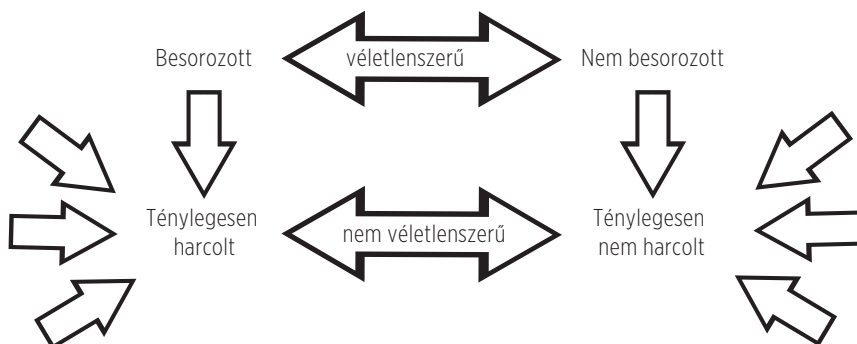 Besorozott
véletlenszerű
Nem besorozott
Ténylegesen
harcolt
nem véletlenszerű
Ténylegesen
nem harcolt